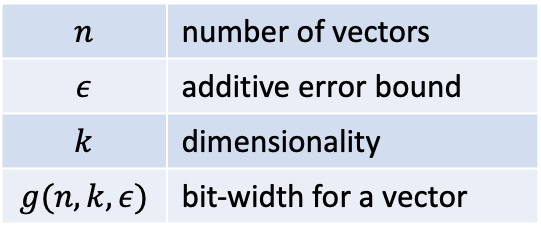 n number of vectors
ϵ additive error bound
k dimensionality
g(n, k, ϵ) bit-width for a vector